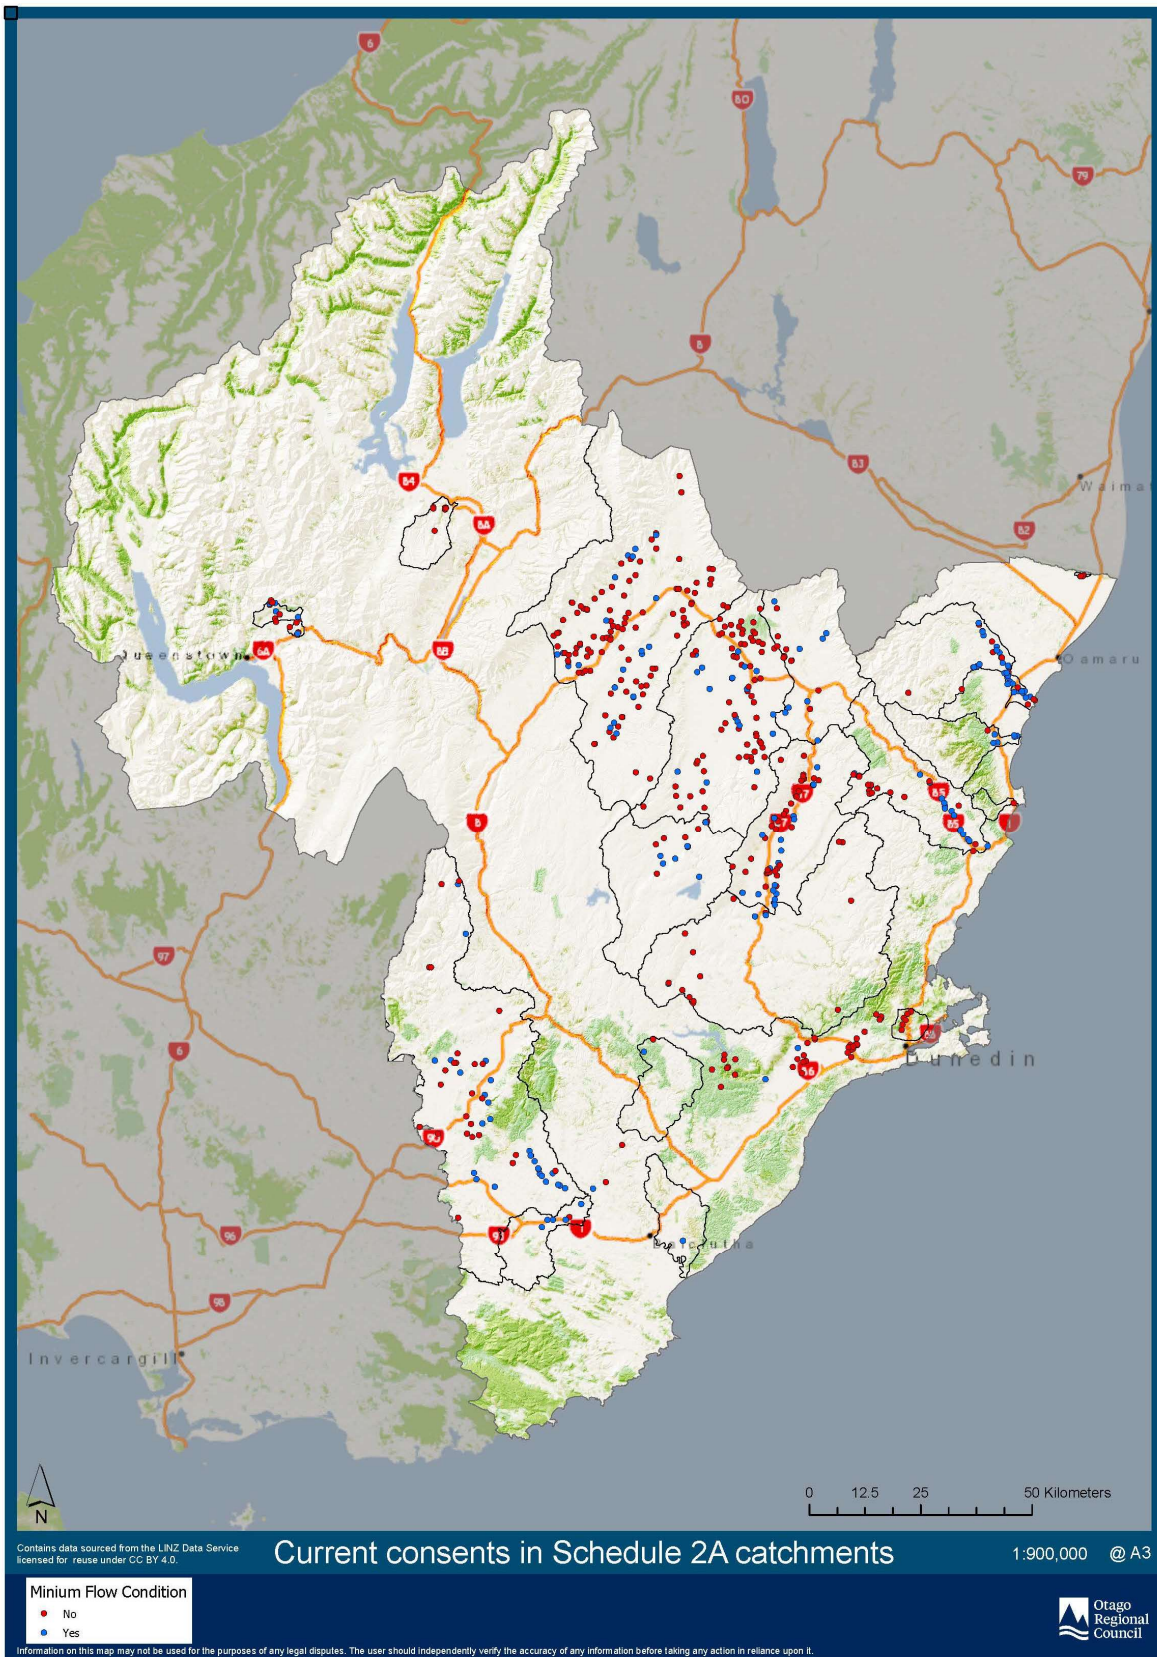 6
80
79
8
83
Waimat
82
84
8A
6A
8B
Queenstown
Oamaru
85
87
87
85
1
8
97
88
Dunedin
86
6
90
96
93
1
Balclutha
98
Invercargill
N
0 12.5 25 50 Kilometers
Contains data sourced from the LINZ Data Service
licensed for reuse under CC BY 4.0.
Current consents in Schedule 2A catchments
1:900,000 @ A3
Minium Flow Condition
No
Yes
Otago
Regional
Council
Information on this map may not be used for the purposes of any legal disputes. The user should independently verify the accuracy of any information before taking any action in reliance upon it.